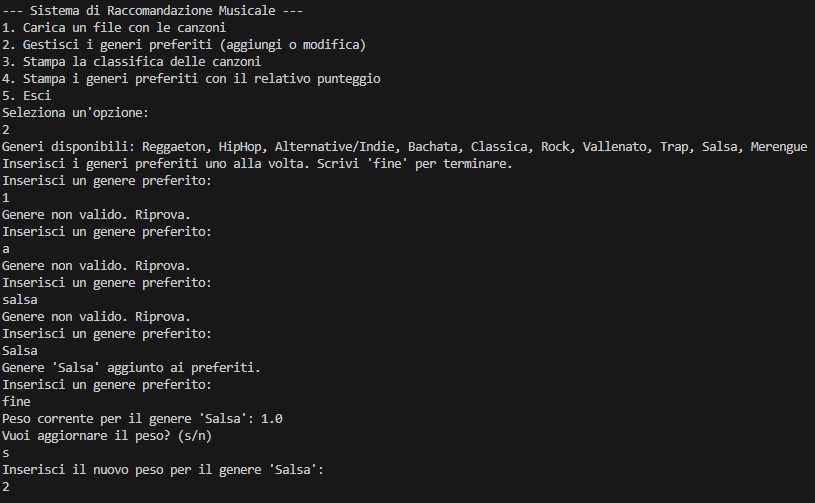 --- Sistema di Raccomandazione Musicale ---
1. Carica un file con le canzoni
2. Gestisci i generi preferiti (aggiungi o modifica)
3. Stampa la classifica delle canzoni
4. Stampa i generi preferiti con il relativo punteggio
5. Esci
Seleziona un'opzione:
2
Generi disponibili: Reggaeton, HipHop, Alternative/Indie, Bachata, Classica, Rock, Vallenato, Trap, Salsa, Merengue
Inserisci i generi preferiti uno alla volta. Scrivi 'fine' per terminare.
Inserisci un genere preferito:
1
Genere non valido. Riprova.
Inserisci un genere preferito:
a
Genere non valido. Riprova.
Inserisci un genere preferito:
salsa
Genere non valido. Riprova.
Inserisci un genere preferito:
Salsa
Genere 'Salsa' aggiunto ai preferiti.
Inserisci un genere preferito:
fine
Peso corrente per il genere 'Salsa': 1.0
Vuoi aggiornare il peso? (s/n)
s
Inserisci il nuovo peso per il genere 'Salsa':
2